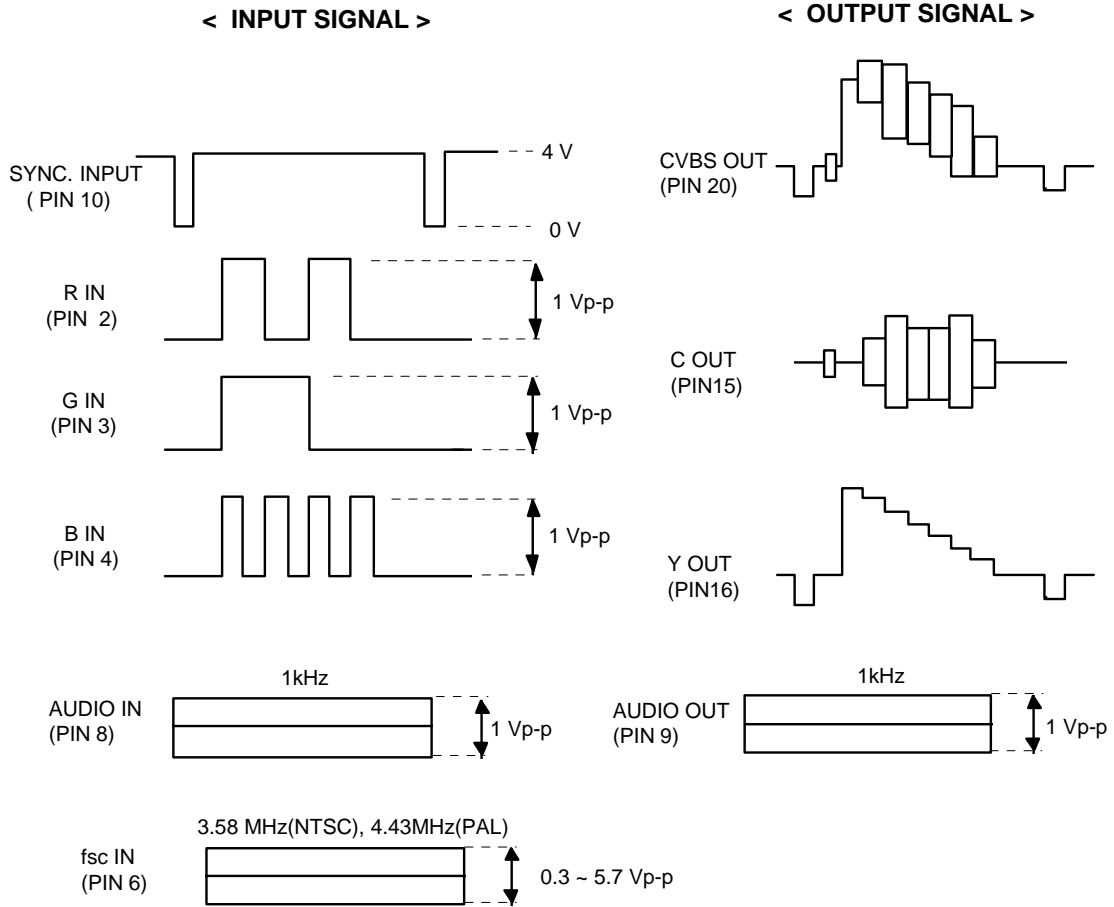 < INPUT SIGNAL >
SYNC. INPUT
( PIN 10)
4 V
0 V
R IN
(PIN 2)
1 Vp-p
G IN
(PIN 3)
1 Vp-p
B IN
(PIN 4)
1 Vp-p
1kHz
AUDIO IN
(PIN 8)
1 Vp-p
3.58 MHz(NTSC), 4.43MHz(PAL)
fsc IN
(PIN 6)
0.3 ~ 5.7 Vp-p
< OUTPUT SIGNAL >
CVBS OUT
(PIN 20)
C OUT
(PIN15)
Y OUT
(PIN16)
1kHz
AUDIO OUT
(PIN 9)
1 Vp-p